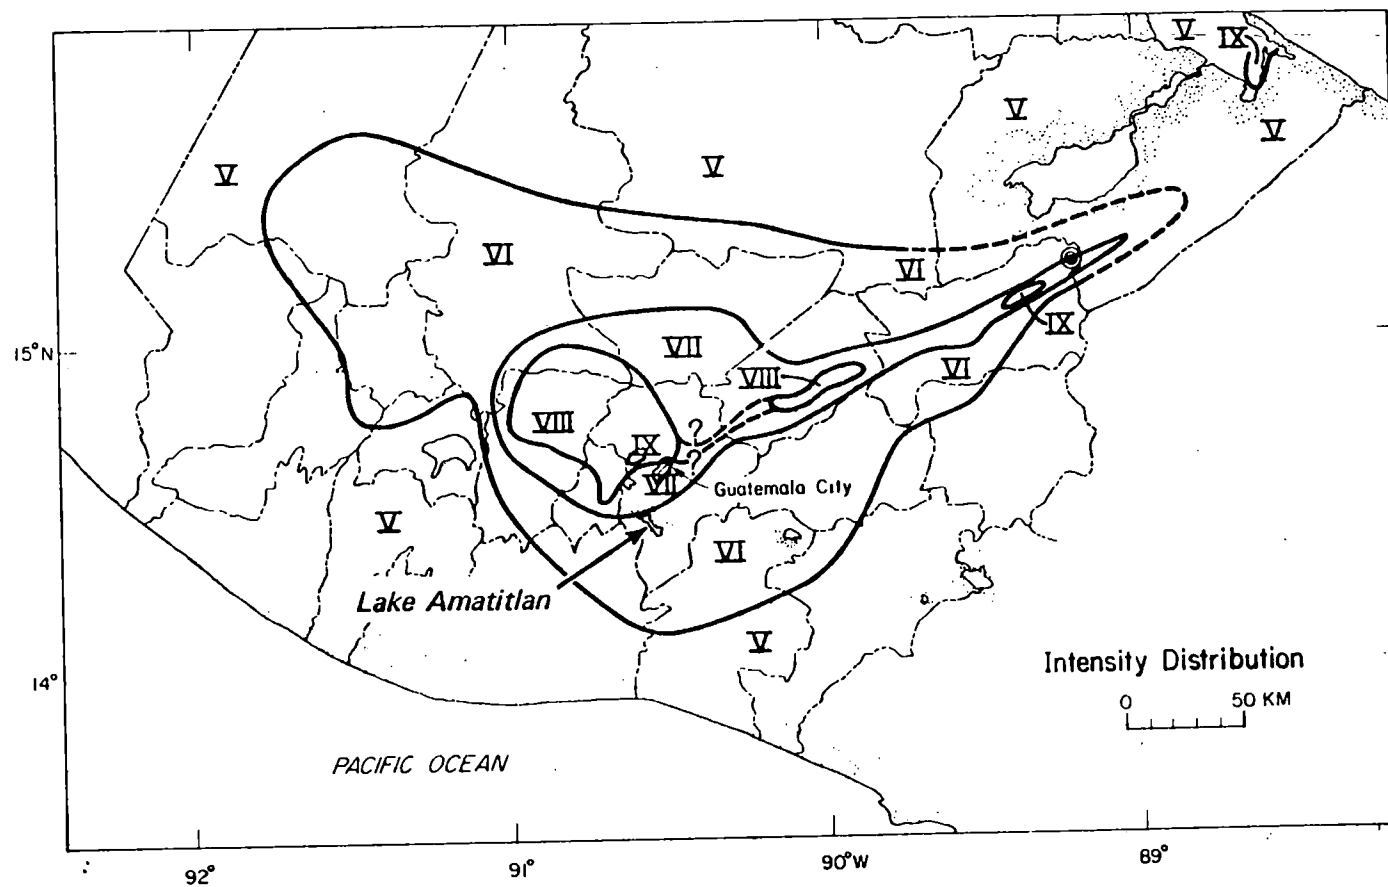 V
IX
V
V
V
V
VI
VI
IX
15°N
VII
VIII
VI
VIII
?
IX
?
VII
Guatemala City
V
VI
Lake Amatitlan
V
Intensity Distribution
14°
0 50 KM
PACIFIC OCEAN
92° 91° 90°W 89°